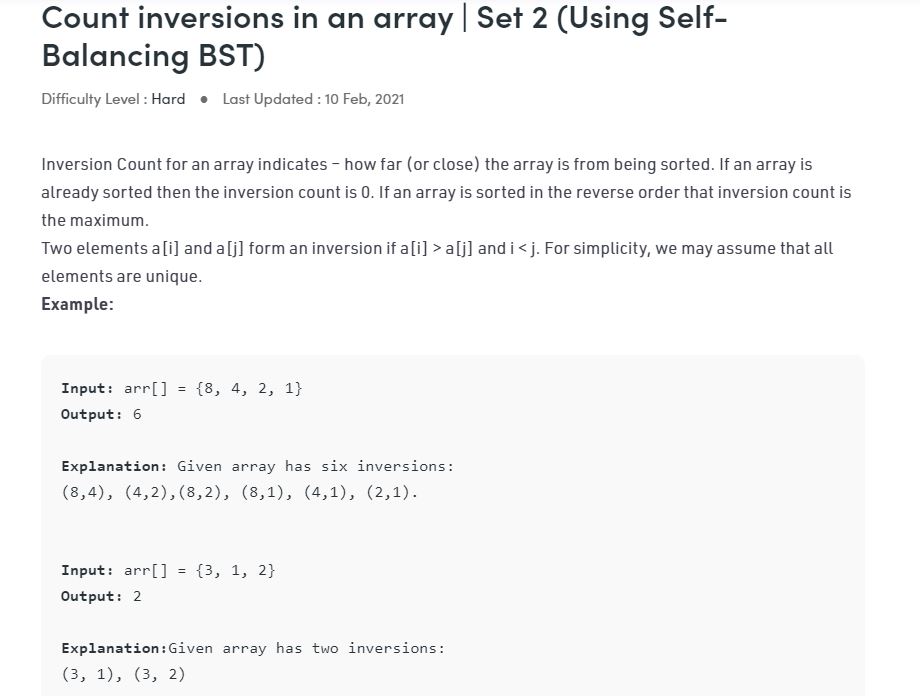 Count inversions in an array | Set 2 (Using Self-
Balancing BST)
Difficulty Level : Hard ● Last Updated : 10 Feb, 2021
Inversion Count for an array indicates – how far (or close) the array is from being sorted. If an array is
already sorted then the inversion count is 0. If an array is sorted in the reverse order that inversion count is
the maximum.
Two elements a[i] and a[j] form an inversion if a[i] > a[j] and i < j. For simplicity, we may assume that all
elements are unique.
Example:
Input: arr[] = {8, 4, 2, 1}
Output: 6
Explanation: Given array has six inversions:
(8,4), (4,2),(8,2), (8,1), (4,1), (2,1).
Input: arr[] = {3, 1, 2}
Output: 2
Explanation:Given array has two inversions:
(3, 1), (3, 2)